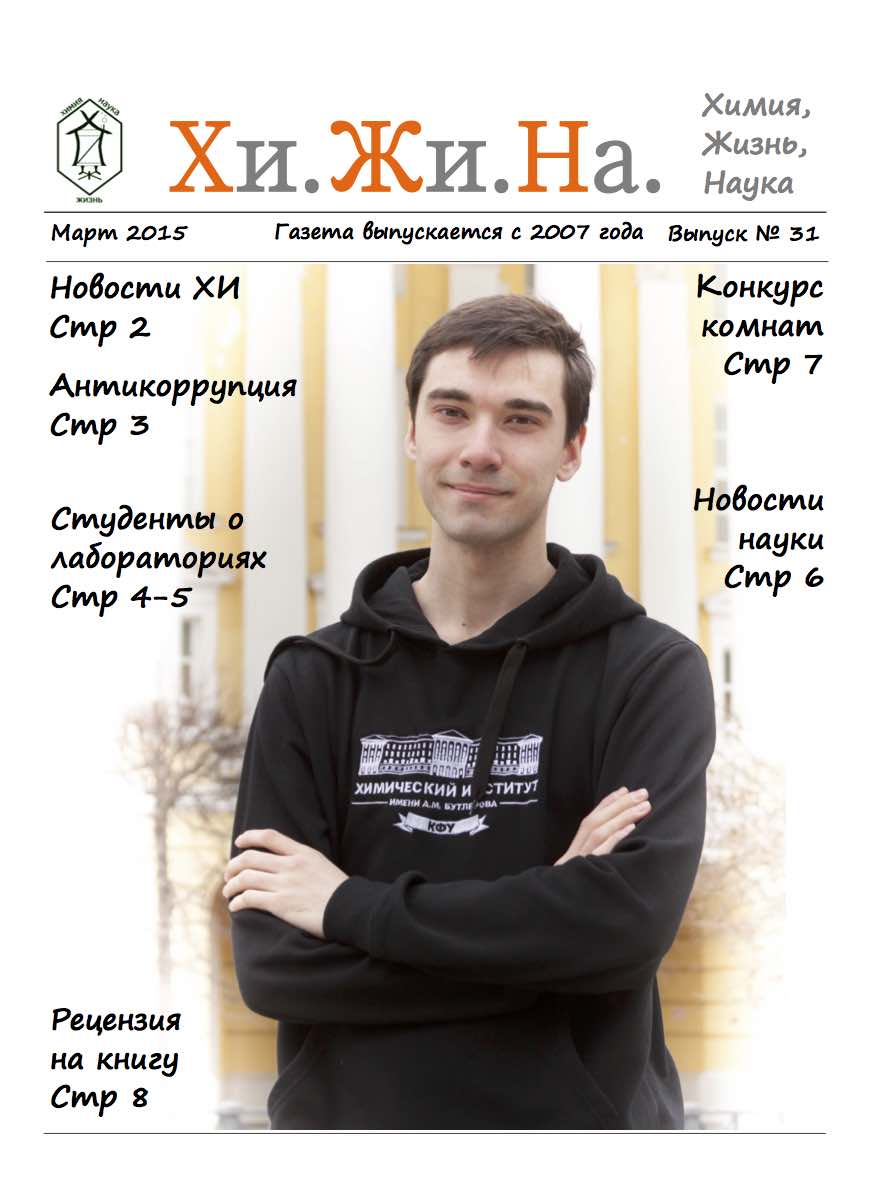 химия наука
жизнь
Хи.Жи.На.
Химия,
Жизнь,
Наука
Март 2015
Газета выпускается с 2007 года
Выпуск № 31
Новости ХИ
Стр 2
Антикоррупция
Стр 3
Студенты о
лабораториях
Стр 4-5
Рецензия
на книгу
Стр 8
Конкурс
комнат
Стр 7
Новости
науки
Стр 6
ХИМИЧЕСКИЙ ИНСТИТУТ
ИМЕНИ А.М. БУТЛЕРОВА
КФУ